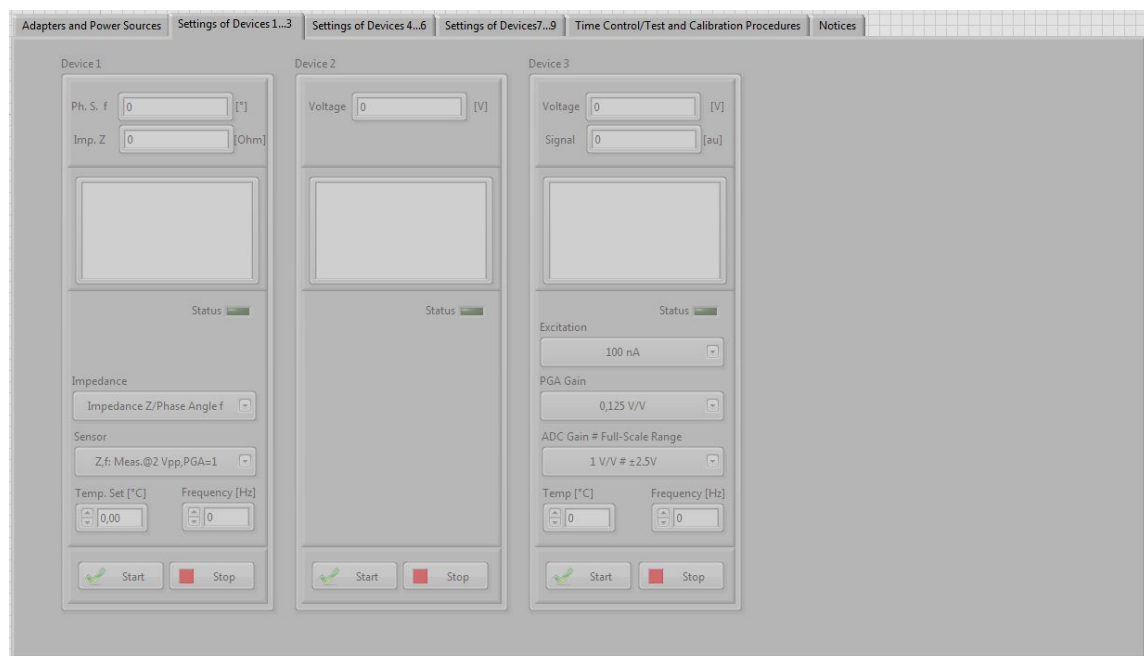 Adapters and Power Sources Settings of Devices 1...3 Settings of Devices 4...6 Settings of Devices7...9 Time Control/Test and Calibration Procedures Notices
Device 1
Ph. S. f 0 [°]
Imp. Z 0 [Ohm]
Status
Impedance
Impedance Z/Phase Angle f
Sensor
Z,f: Meas.@2 Vpp,PGA=1
Temp. Set [°C] Frequency [Hz]
0,00 0
Start Stop
Device 2
Voltage 0 [V]
Status
Start Stop
Device 3
Voltage 0 [V]
Signal 0 [au]
Status
Excitation
100 nA
PGA Gain
0,125 V/V
ADC Gain # Full-Scale Range
1 V/V # ±2.5V
Temp [°C] Frequency [Hz]
0 0
Start Stop